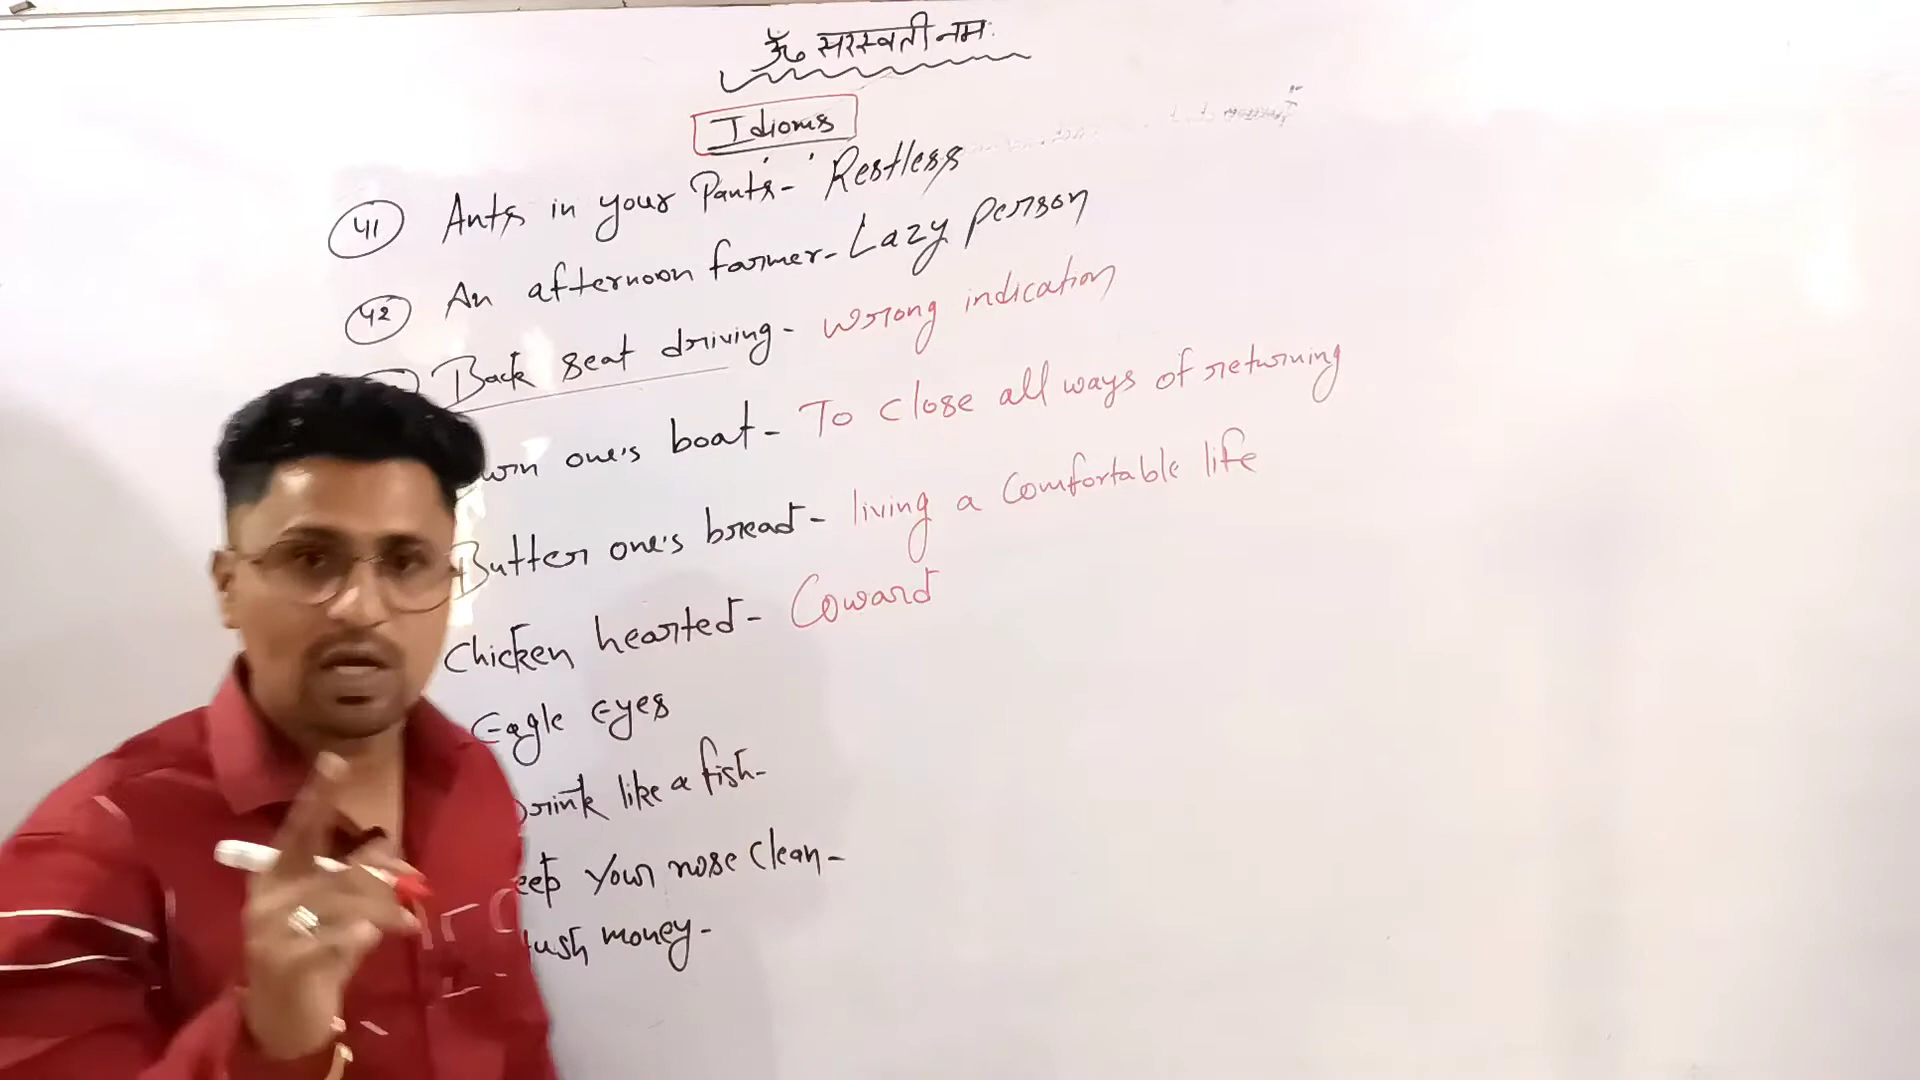 ॐ सरस्वती नमः
Idioms
41 Ants in your Pants- Restless
42 An afternoon farmer- Lazy person
Back seat driving- wrong indication
one's boat- To close all ways of returning
Butter one's bread- living a comfortable life
Chicken hearted- Coward
Eagle Eyes
Drink like a fish-
eep your nose clean-
ush money-